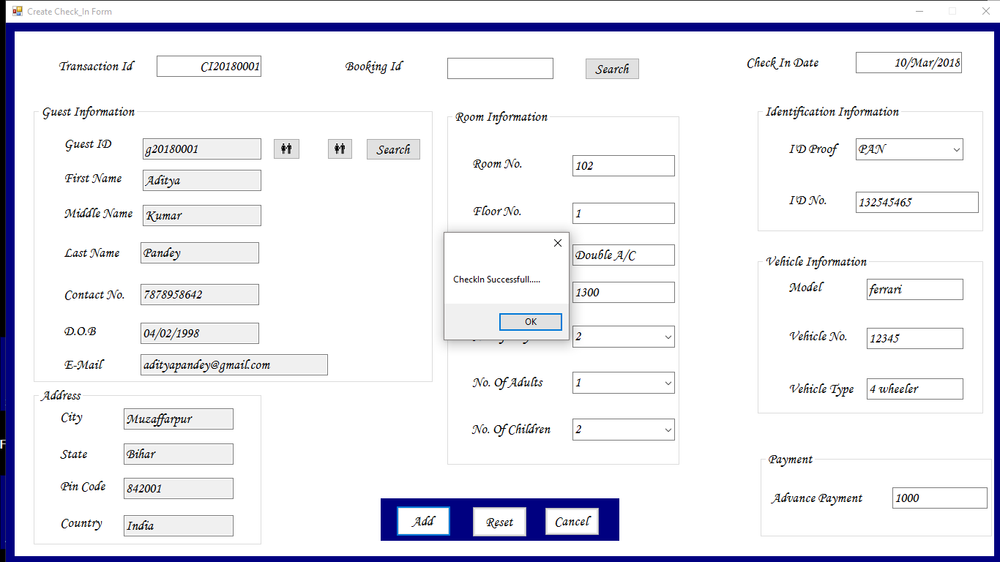 Create Check_In Form
Transaction Id CI20180001 Booking Id Search Check In Date 10/Mar/2018
Guest Information
Guest ID g20180001 Search
First Name Aditya
Middle Name Kumar
Last Name Pandey
Contact No. 7878958642
D.O.B 04/02/1998
E-Mail adityapandey@gmail.com
Address
City Muzaffarpur
State Bihar
Pin Code 842001
Country India
Room Information
Room No. 102
Floor No. 1
Double A/C
1300
2
No. Of Adults 1
No. Of Children 2
CheckIn Successfull.....
OK
Identification Information
ID Proof PAN
ID No. 132545465
Vehicle Information
Model ferrari
Vehicle No. 12345
Vehicle Type 4 wheeler
Payment
Advance Payment 1000
Add Reset Cancel
F